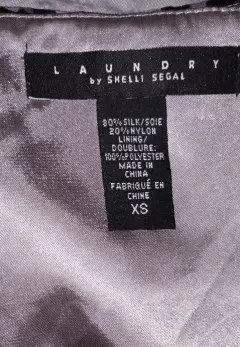 LAUNDRY
by SHELLI SEGAL
80%SILK/SOIE
20%NYLON
LINING/
DOUBLURE:
100%POLYESTER
MADE IN
CHINA
FABRIQUÉ EN
CHINE
XS